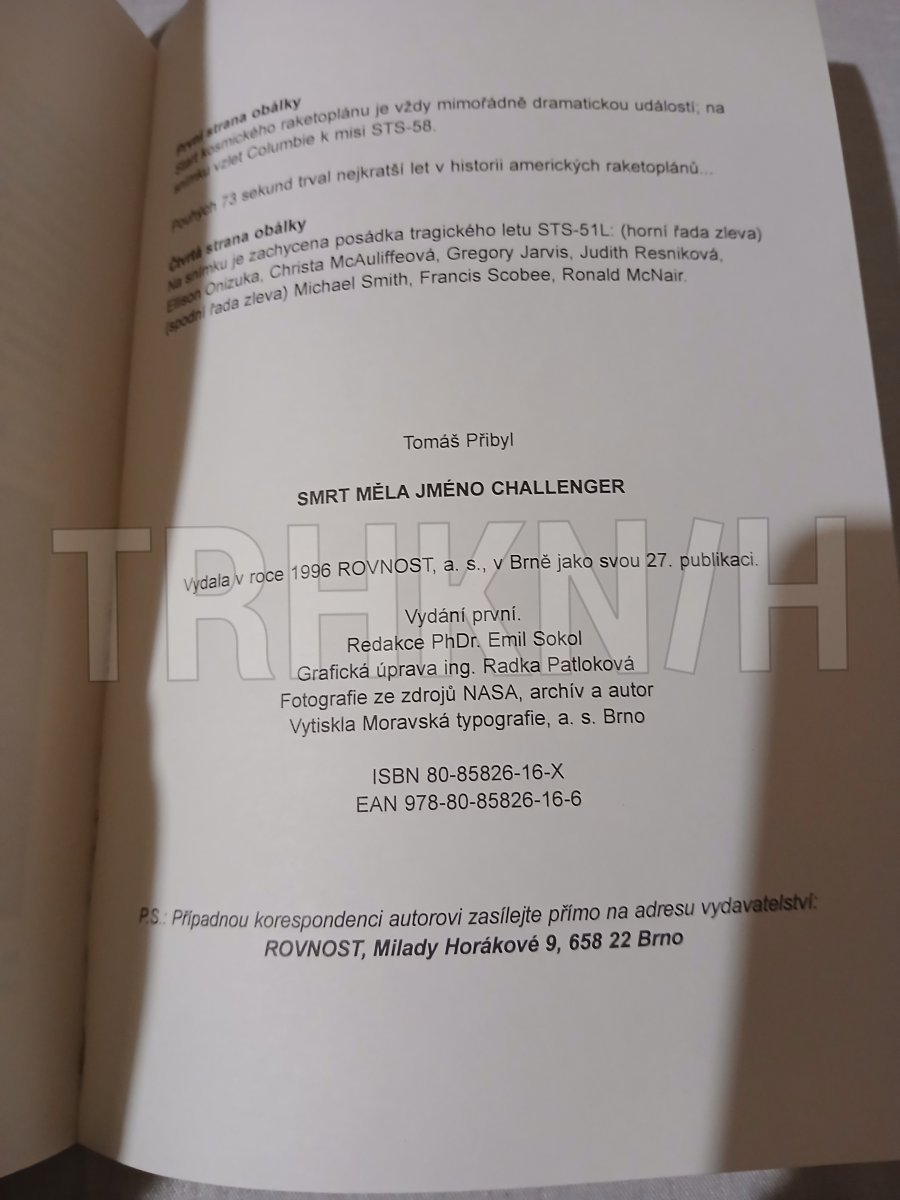 První strana obálky
Start kosmického raketoplánu je vždy mimořádně dramatickou událostí; na
snímku vzlet Columbie k misi STS-58.
Pouhých 73 sekund trval nejkratší let v historii amerických raketoplánů...
Čtvrtá strana obálky
Na snímku je zachycena posádka tragického letu STS-51L: (horní řada zleva)
Ellison Onizuka, Christa McAuliffeová, Gregory Jarvis, Judith Resniková,
(spodní řada zleva) Michael Smith, Francis Scobee, Ronald McNair.
Tomáš Přibyl
SMRT MĚLA JMÉNO CHALLENGER
TRHKNIH
Vydala v roce 1996 ROVNOST, a. s., v Brně jako svou 27. publikaci.
Vydání první.
Redakce PhDr. Emil Sokol
Grafická úprava ing. Radka Patloková
Fotografie ze zdrojů NASA, archív a autor
Vytiskla Moravská typografie, a. s. Brno
ISBN 80-85826-16-X
EAN 978-80-85826-16-6
P.S.: Případnou korespondenci autorovi zasílejte přímo na adresu vydavatelství:
ROVNOST, Milady Horákové 9, 658 22 Brno